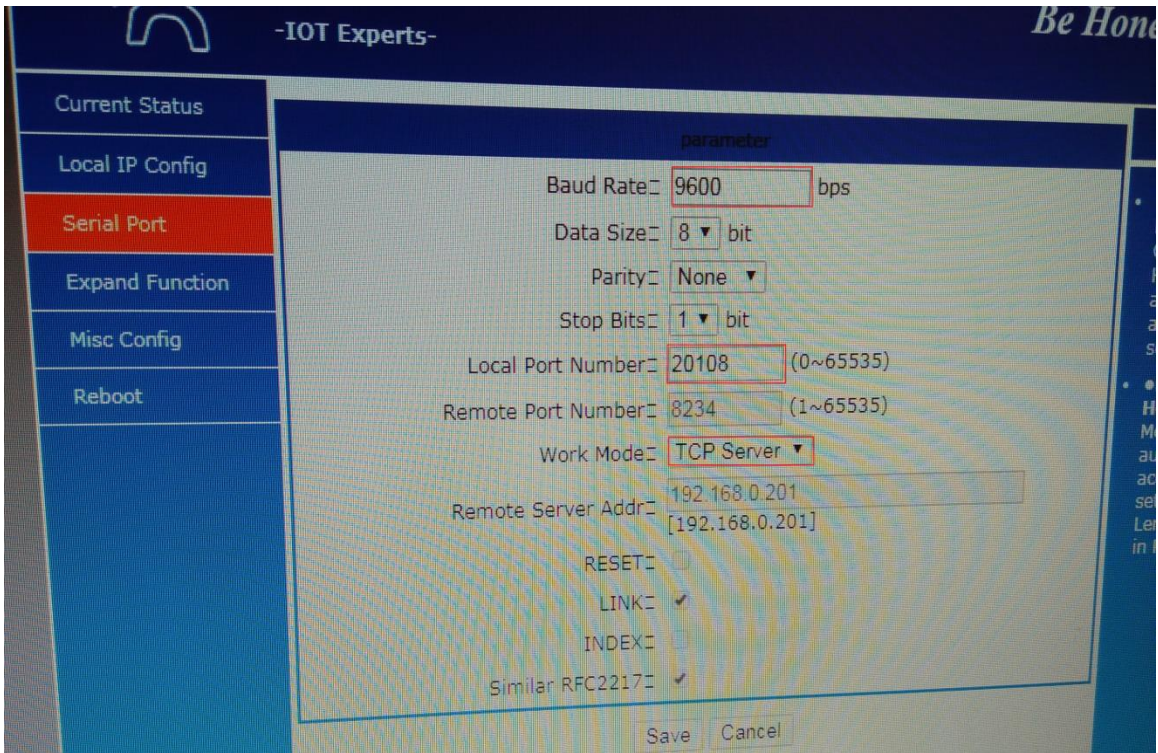 -IOT Experts-
Be Hone
Current Status
Local IP Config
Serial Port
Expand Function
Misc Config
Reboot
parameter
Baud Rate: 9600 bps
Data Size: 8 bit
Parity: None
Stop Bits: 1 bit
Local Port Number: 20108 (0~65535)
Remote Port Number: 8234 (1~65535)
Work Mode: TCP Server
Remote Server Addr: 192.168.0.201
[192.168.0.201]
RESET:
LINK:
INDEX:
Similar RFC2217:
Save Cancel